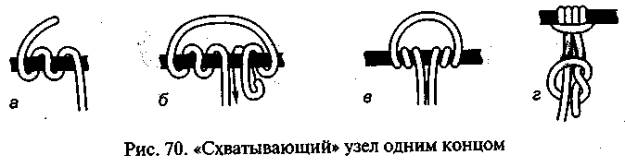 а б в г
Рис. 70. «Схватывающий» узел одним концом